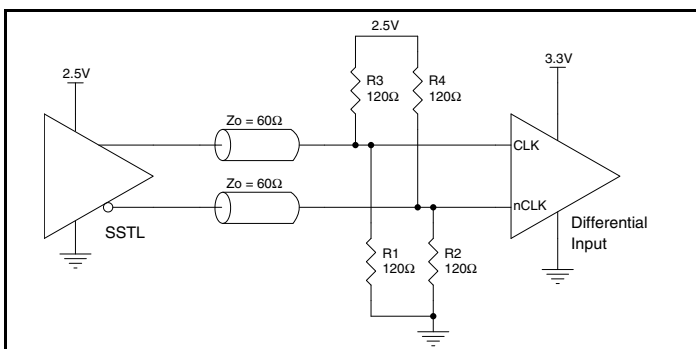 2.5V
2.5V
3.3V
R3
120Ω
R4
120Ω
Zo = 60Ω
CLK
Zo = 60Ω
nCLK
SSTL
Differential
Input
R1
120Ω
R2
120Ω